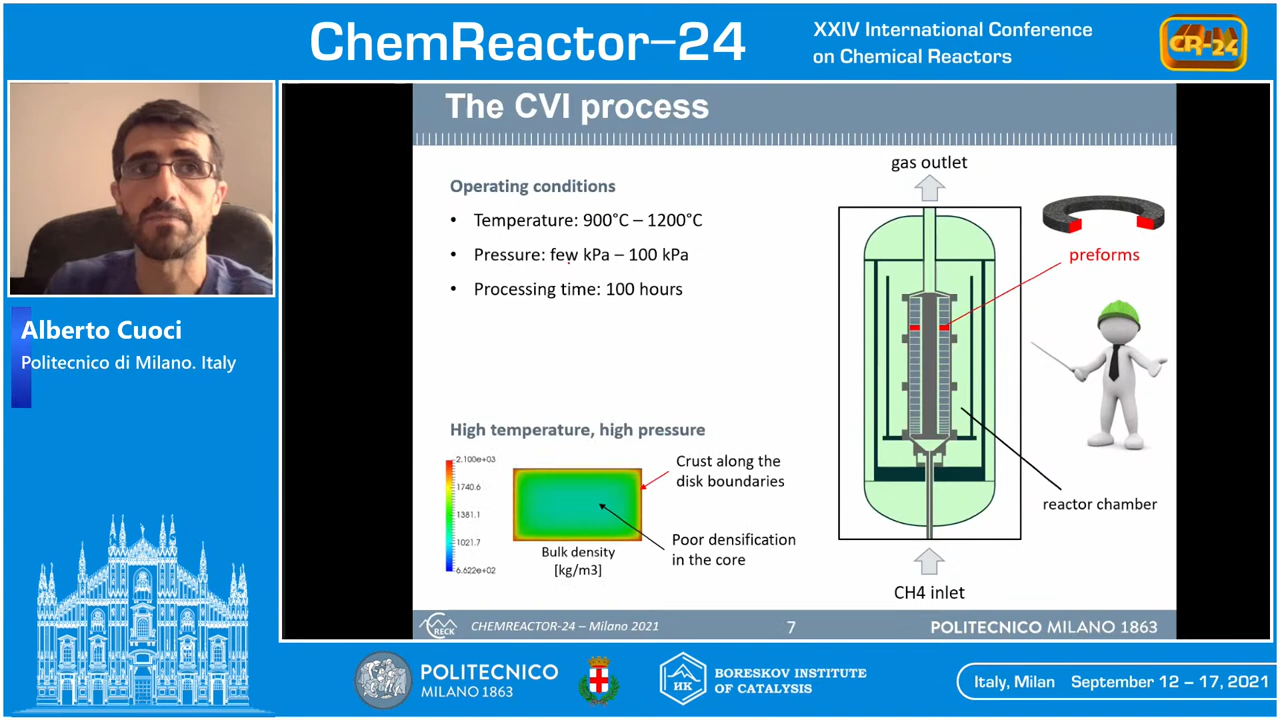 ChemReactor-24
XXIV International Conference
on Chemical Reactors
CR-24
Alberto Cuoci
Politecnico di Milano. Italy
The CVI process
Operating conditions
• Temperature: 900°C – 1200°C
• Pressure: few kPa – 100 kPa
• Processing time: 100 hours
High temperature, high pressure
2.100e+03
1740.6
1381.1
1021.7
6.622e+02
Bulk density
[kg/m3]
Crust along the
disk boundaries
Poor densification
in the core
gas outlet
preforms
reactor chamber
CH4 inlet
CRECK
CHEMREACTOR-24 – Milano 2021
7
POLITECNICO MILANO 1863
POLITECNICO
MILANO 1863
HK
BORESKOV INSTITUTE
OF CATALYSIS
Italy, Milan September 12 – 17, 2021